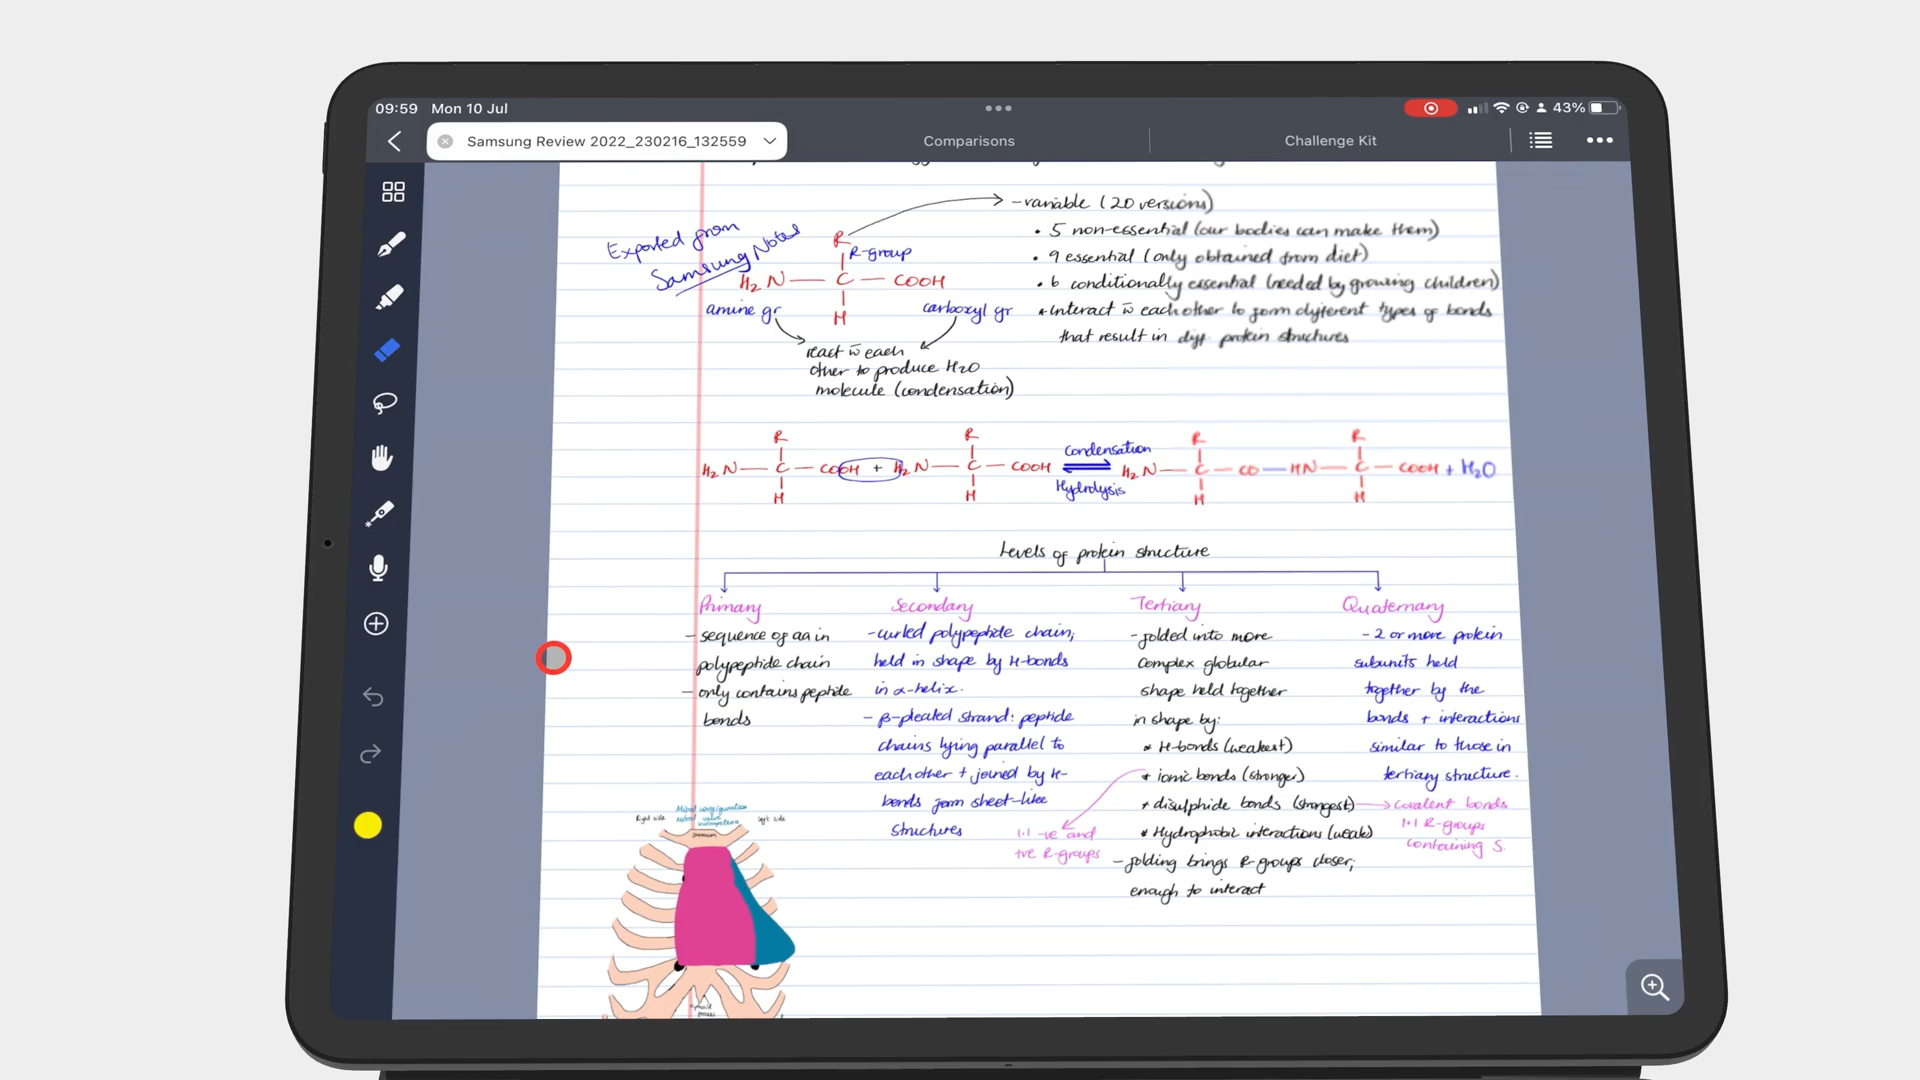 09:59 Mon 10 Jul
43%
Samsung Review 2022_230216_132559
Comparisons
Challenge Kit
Exported from
Samsung Notes
R
R-group
H2N — C — COOH
H
amine gr
carboxyl gr
react w̄ each
other to produce H2O
molecule (condensation)
- variable (20 versions)
• 5 non-essential (our bodies can make them)
• 9 essential (only obtained from diet)
• 6 conditionally essential (needed by growing children)
* interact w̄ each other to form different types of bonds
that result in diff. protein structures
R R R R
H2N — C — COOH + H2N — C — COOH ⇌ H2N — C — CO — HN — C — COOH + H2O
Condensation
Hydrolysis
H H H H
Levels of protein structure
Primary
- sequence of aa in
polypeptide chain
- only contains peptide
bonds
Secondary
- curled polypeptide chain,
held in shape by H-bonds
in α-helix.
- β-pleated strand: peptide
chains lying parallel to
each other + joined by H-
bonds form sheet-like
structures
Tertiary
- folded into more
complex globular
shape held together
in shape by:
* H-bonds (weakest)
* ionic bonds (stronger)
* disulphide bonds (strongest)
* Hydrophobic interactions (weak)
- folding brings R-groups closer,
enough to interact
-ve and
+ve R-groups
Quaternary
- 2 or more protein
subunits held
together by the
bonds + interactions
similar to those in
tertiary structure.
Covalent bonds
R-groups
containing S.
Right side
Left side